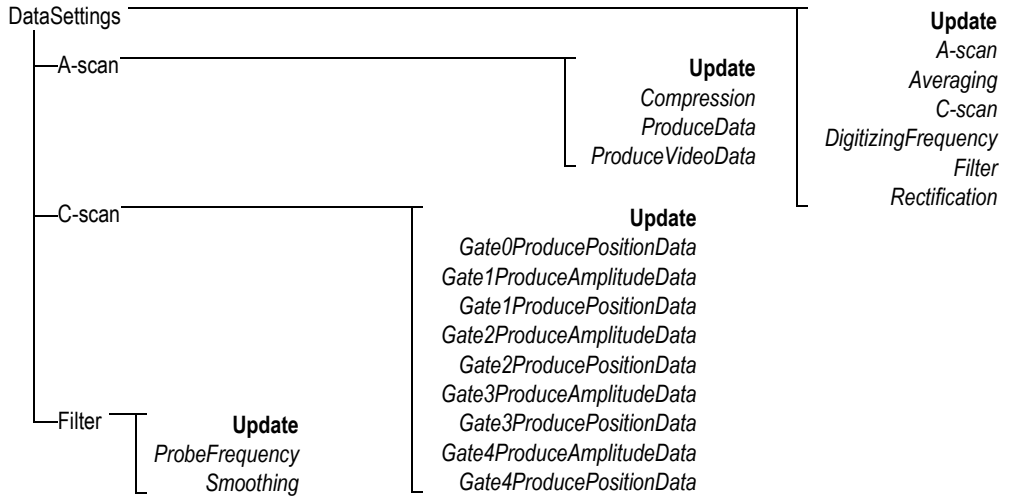 DataSettings
Update
A-scan
Averaging
C-scan
DigitizingFrequency
Filter
Rectification
A-scan
Update
Compression
ProduceData
ProduceVideoData
C-scan
Update
Gate0ProducePositionData
Gate1ProduceAmplitudeData
Gate1ProducePositionData
Gate2ProduceAmplitudeData
Gate2ProducePositionData
Gate3ProduceAmplitudeData
Gate3ProducePositionData
Gate4ProduceAmplitudeData
Gate4ProducePositionData
Filter
Update
ProbeFrequency
Smoothing